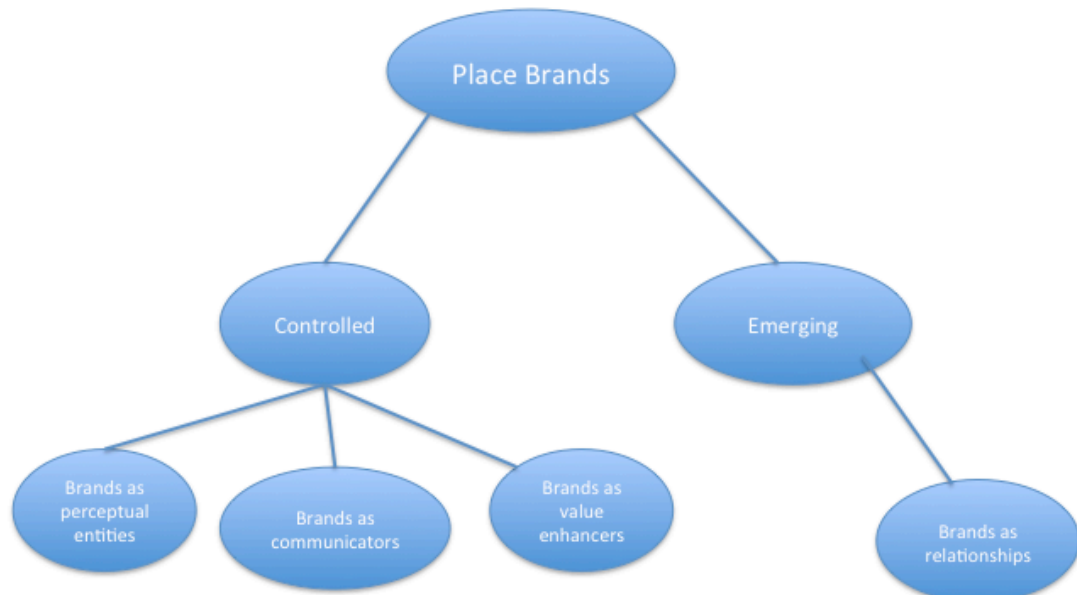 Place Brands
Controlled
Emerging
Brands as
perceptual
entities
Brands as
communicators
Brands as
value
enhancers
Brands as
relationships